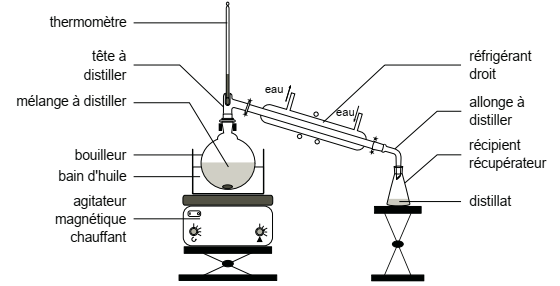 thermomètre
tête à
distiller
mélange à distiller
bouilleur
bain d'huile
agitateur
magnétique
chauffant
eau
eau
réfrigérant
droit
allonge à
distiller
récipient
récupérateur
distillat